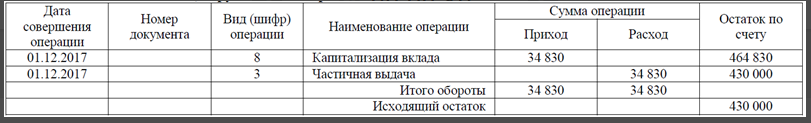 Дата совершения операции Номер документа Вид (шифр) операции Наименование операции Сумма операции Остаток по счету
Приход Расход
01.12.2017 8 Капитализация вклада 34 830 464 830
01.12.2017 3 Частичная выдача 34 830 430 000
Итого обороты 34 830 34 830
Исходящий остаток 430 000